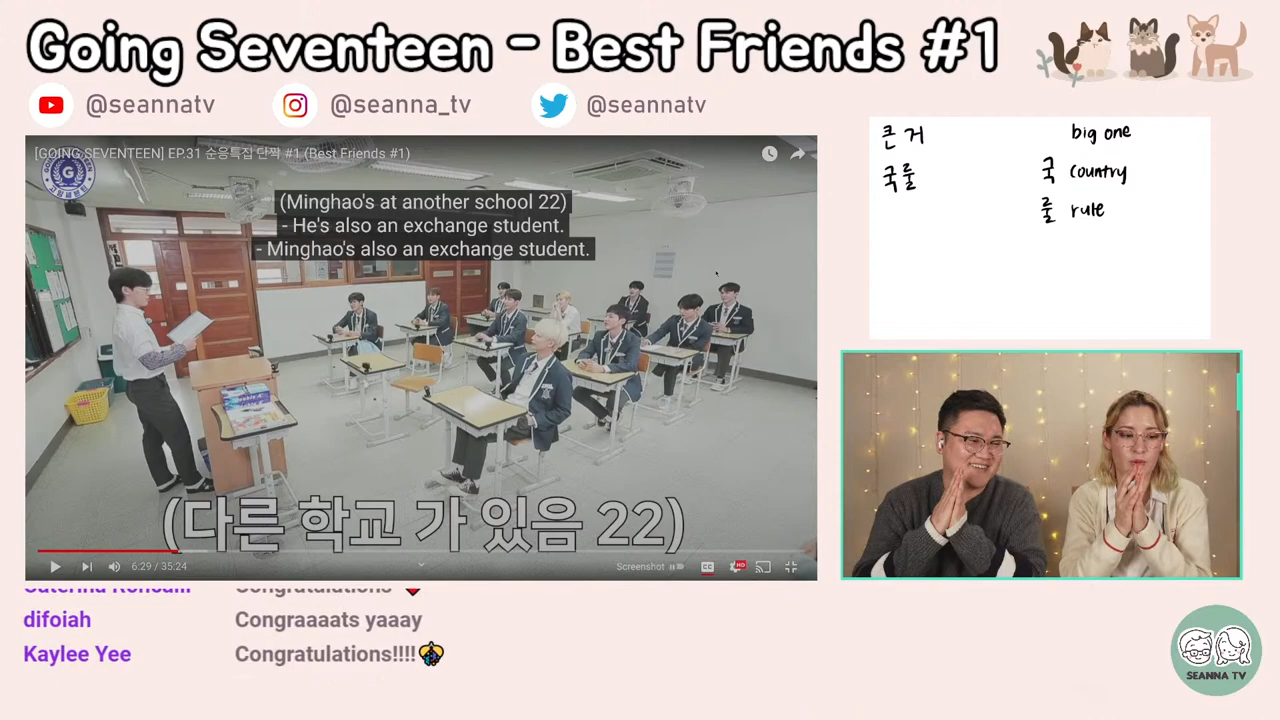 Going Seventeen - Best Friends #1
@seannatv @seanna_tv @seannatv
[GOING SEVENTEEN] EP.31 순응특집 단짝 #1 (Best Friends #1)
G
(Minghao's at another school 22)
- He's also an exchange student.
- Minghao's also an exchange student.
(다른 학교 가 있음 22)
6:29 / 35:24
Screenshot
CC
HD
큰 거 big one
국룰 국 country
룰 rule
Congratulations
difoiah Congraaaats yaaay
Kaylee Yee Congratulations!!!!
SEANNA TV